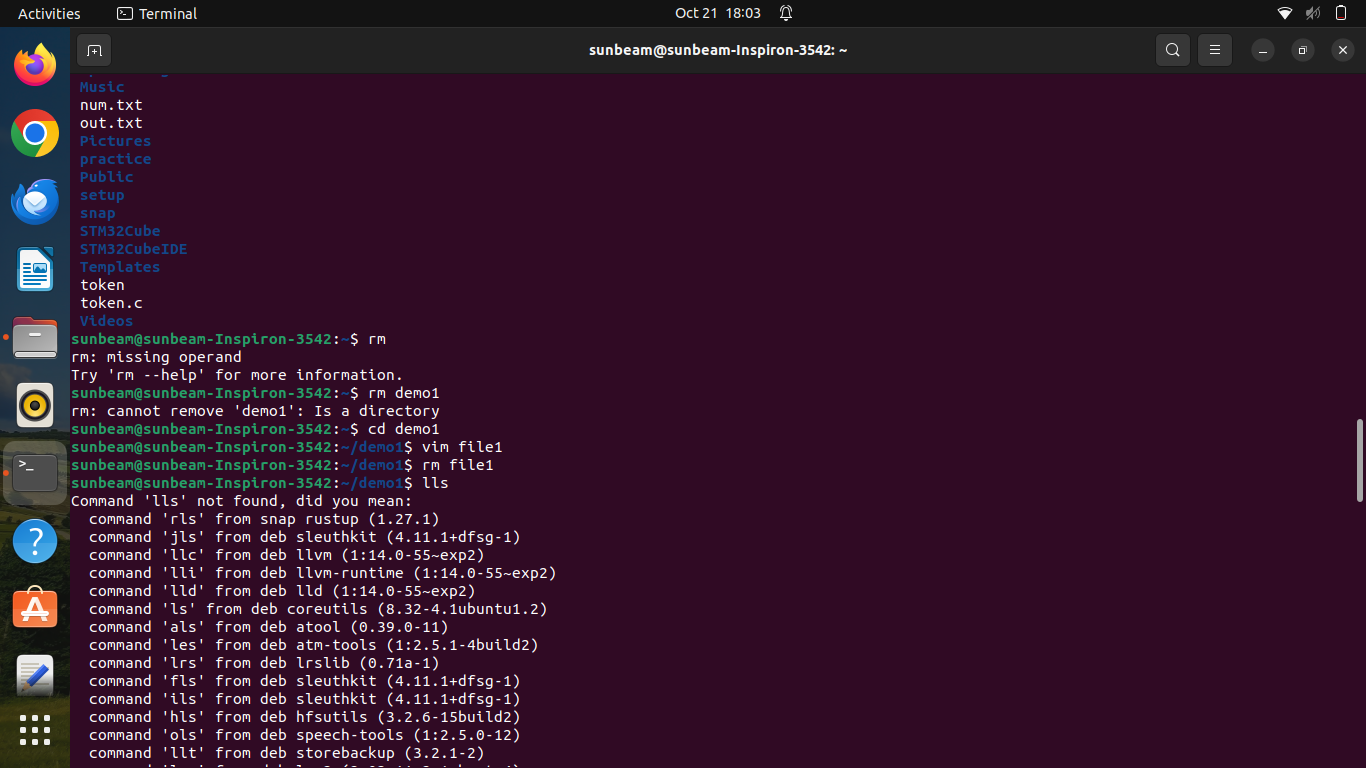 Activities
Terminal
Oct 21 18:03
sunbeam@sunbeam-Inspiron-3542: ~
Music
num.txt
out.txt
Pictures
practice
Public
setup
snap
STM32Cube
STM32CubeIDE
Templates
token
token.c
Videos
sunbeam@sunbeam-Inspiron-3542:~$ rm
rm: missing operand
Try 'rm --help' for more information.
sunbeam@sunbeam-Inspiron-3542:~$ rm demo1
rm: cannot remove 'demo1': Is a directory
sunbeam@sunbeam-Inspiron-3542:~$ cd demo1
sunbeam@sunbeam-Inspiron-3542:~/demo1$ vim file1
sunbeam@sunbeam-Inspiron-3542:~/demo1$ rm file1
sunbeam@sunbeam-Inspiron-3542:~/demo1$ lls
Command 'lls' not found, did you mean:
command 'rls' from snap rustup (1.27.1)
command 'jls' from deb sleuthkit (4.11.1+dfsg-1)
command 'llc' from deb llvm (1:14.0-55~exp2)
command 'lli' from deb llvm-runtime (1:14.0-55~exp2)
command 'lld' from deb lld (1:14.0-55~exp2)
command 'ls' from deb coreutils (8.32-4.1ubuntu1.2)
command 'als' from deb atool (0.39.0-11)
command 'les' from deb atm-tools (1:2.5.1-4build2)
command 'lrs' from deb lrslib (0.71a-1)
command 'fls' from deb sleuthkit (4.11.1+dfsg-1)
command 'ils' from deb sleuthkit (4.11.1+dfsg-1)
command 'hls' from deb hfsutils (3.2.6-15build2)
command 'ols' from deb speech-tools (1:2.5.0-12)
command 'llt' from deb storebackup (3.2.1-2)